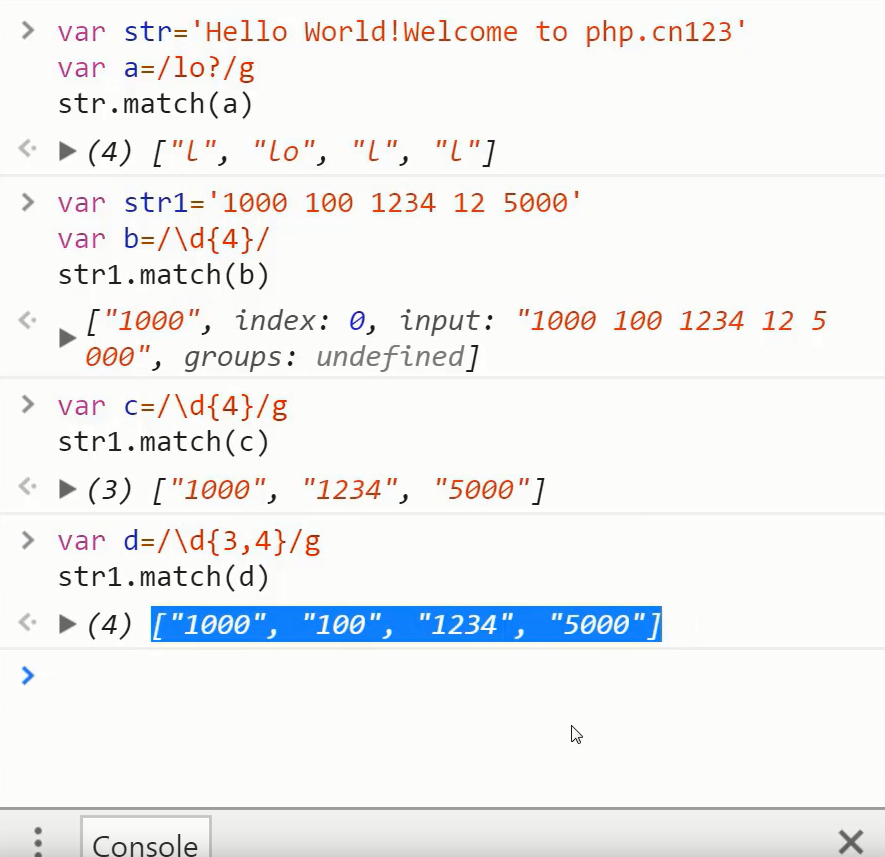 > var str='Hello World!Welcome to php.cn123'
var a=/lo?/g
str.match(a)
(4) ["l", "lo", "l", "l"]
> var str1='1000 100 1234 12 5000'
var b=/\d{4}/
str1.match(b)
["1000", index: 0, input: "1000 100 1234 12 5
000", groups: undefined]
> var c=/\d{4}/g
str1.match(c)
(3) ["1000", "1234", "5000"]
> var d=/\d{3,4}/g
str1.match(d)
(4) ["1000", "100", "1234", "5000"]
>
Console